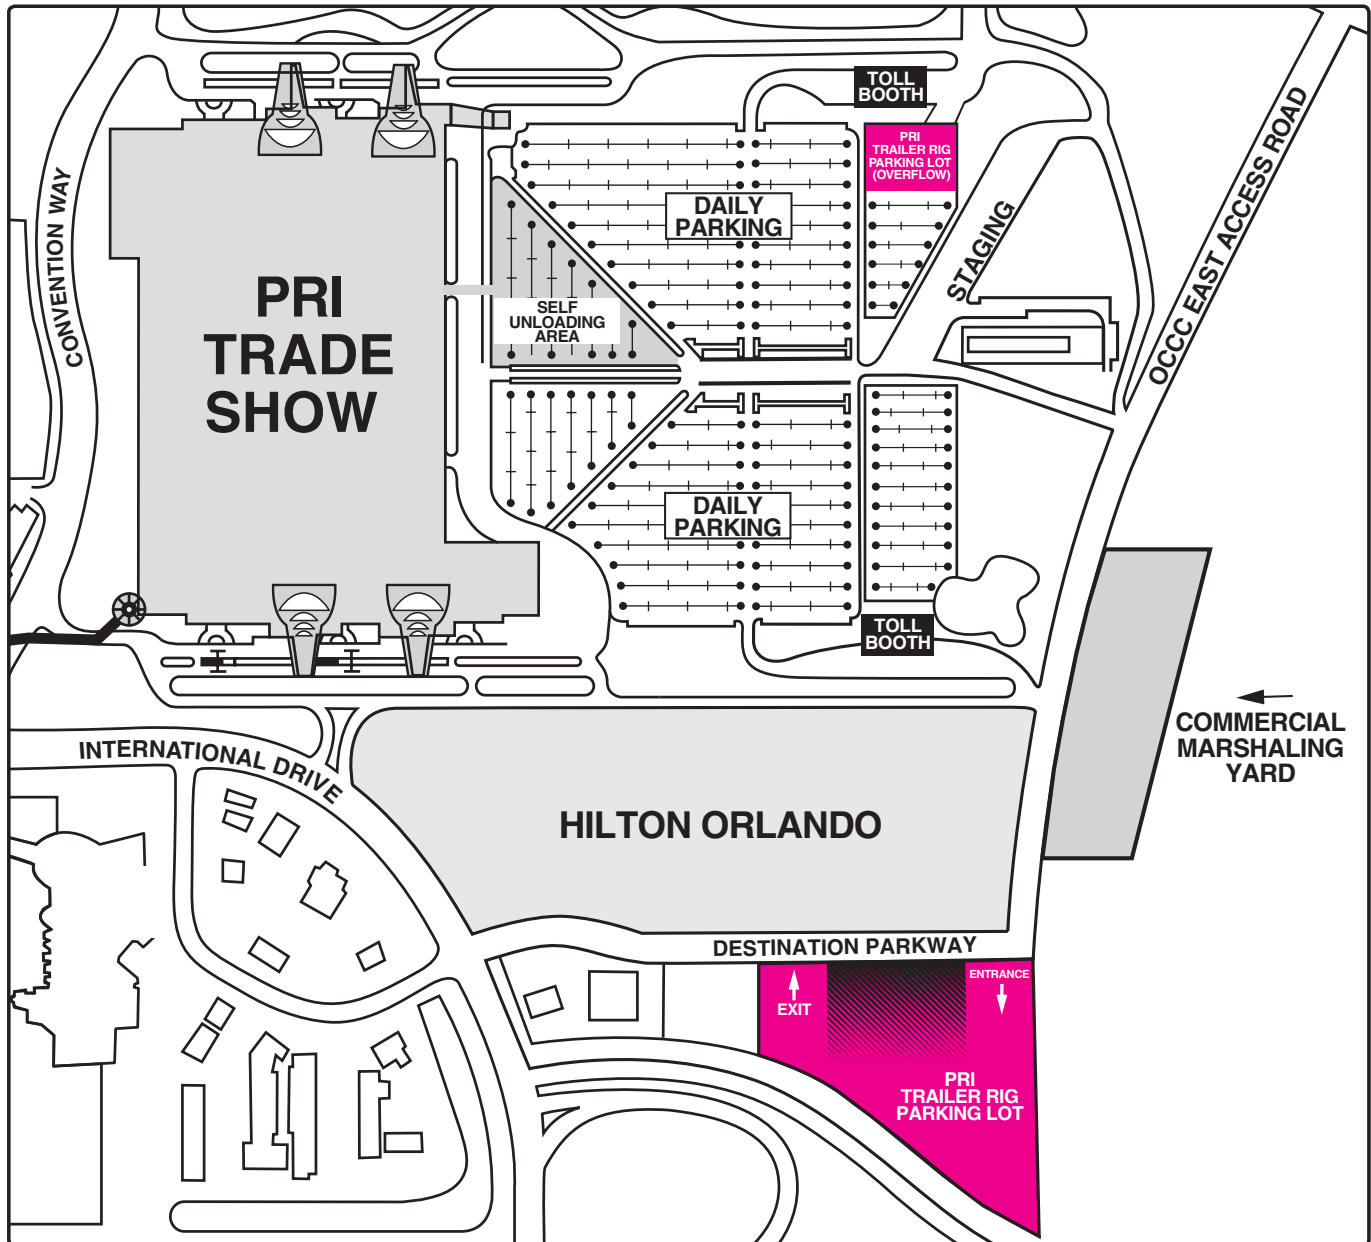 TOLL
BOOTH
PRI
TRAILER RIG
PARKING LOT
(OVERFLOW)
OCCC EAST ACCESS ROAD
CONVENTION WAY
DAILY
PARKING
STAGING
PRI
TRADE
SHOW
SELF
UNLOADING
AREA
DAILY
PARKING
TOLL
BOOTH
COMMERCIAL
MARSHALING
YARD
INTERNATIONAL DRIVE
HILTON ORLANDO
DESTINATION PARKWAY
ENTRANCE
EXIT
PRI
TRAILER RIG
PARKING LOT